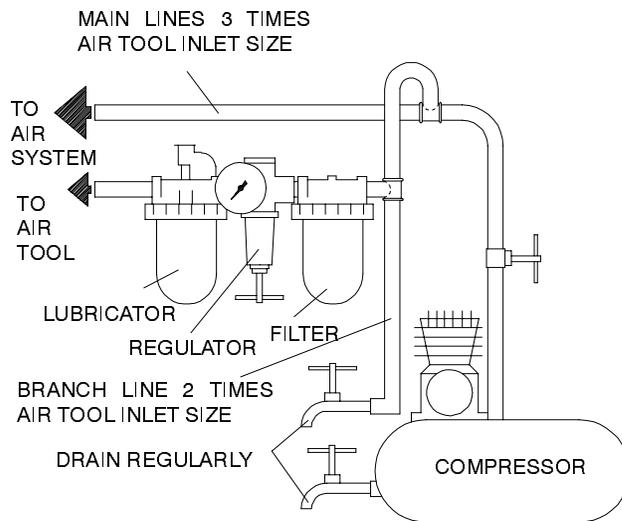 MAIN LINES 3 TIMES
AIR TOOL INLET SIZE
TO
AIR
SYSTEM
TO
AIR
TOOL
LUBRICATOR
REGULATOR
FILTER
BRANCH LINE 2 TIMES
AIR TOOL INLET SIZE
DRAIN REGULARLY
COMPRESSOR